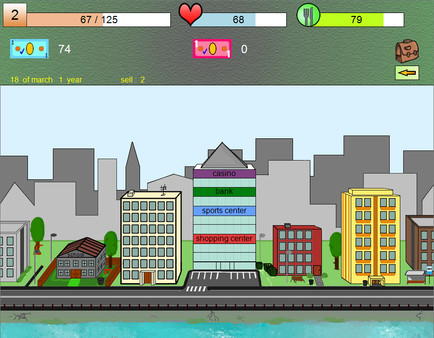 2 67 / 125 68 79
74 0
18 of march 1 year sell : 2
casino
bank
sports center
shopping center